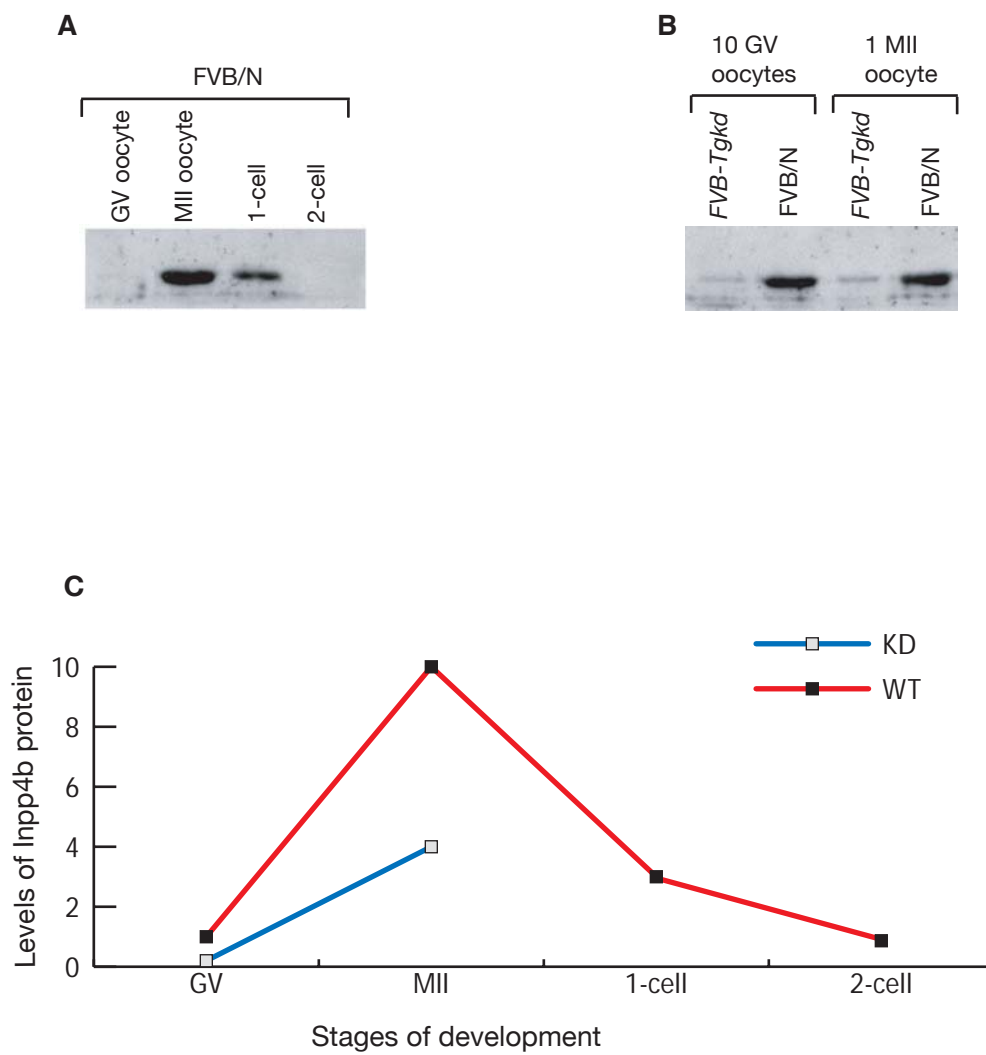 A
FVB/N
GV oocyte
MII oocyte
1-cell
2-cell
B
10 GV
oocytes
1 MII
oocyte
FVB-Tgkd
FVB/N
FVB-Tgkd
FVB/N
C
KD
WT
Levels of Inpp4b protein
10
8
6
4
2
0
GV
MII
1-cell
2-cell
Stages of development